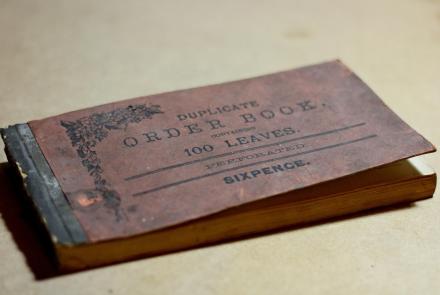 DUPLICATE
ORDER BOOK.
CONTAINING
100 LEAVES.
PERFORATED.
SIXPENCE.